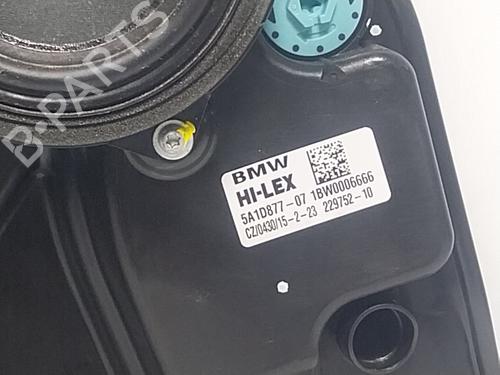 B-PARTS
BMW
HI-LEX
5A1D877-07 1BW0006666
CZ/0430/15-2-23 229752-10